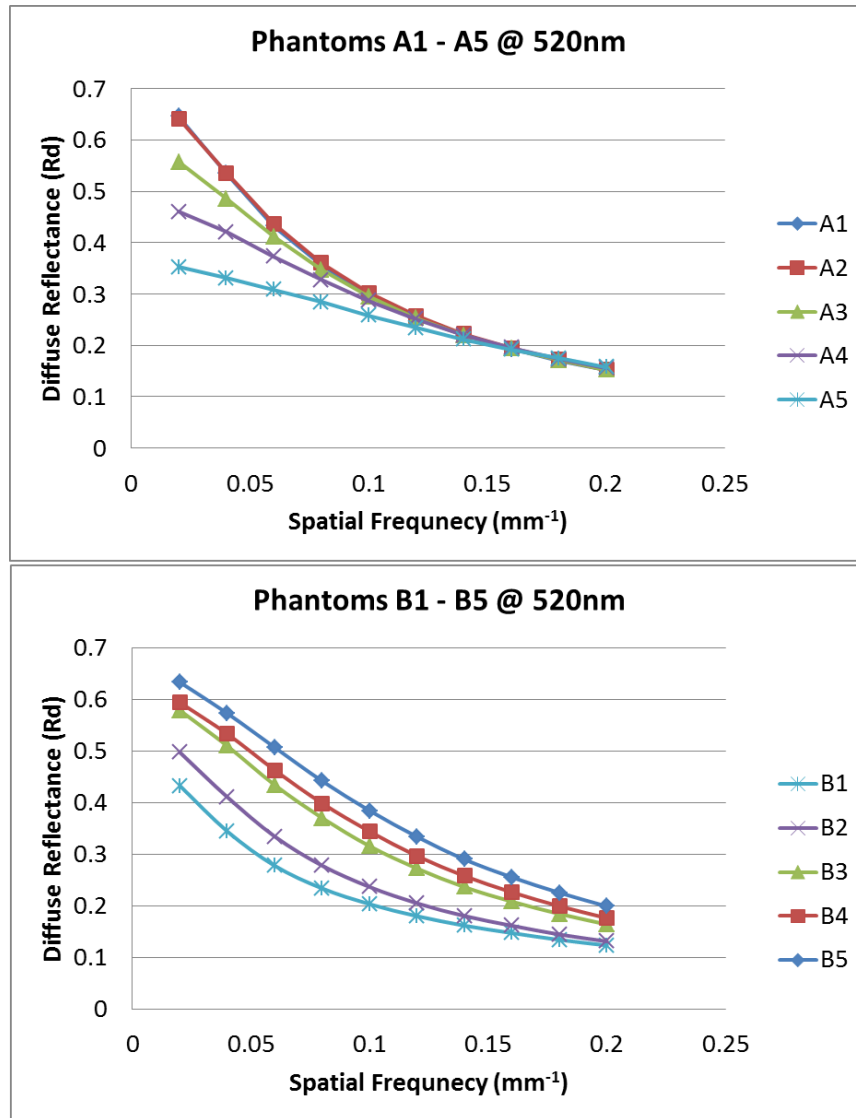 Phantoms A1 - A5 @ 520nm
Diffuse Reflectance (Rd)
0.7
0.6
0.5
0.4
0.3
0.2
0.1
0
0 0.05 0.1 0.15 0.2 0.25
Spatial Frequnecy (mm⁻¹)
A1
A2
A3
A4
A5
Phantoms B1 - B5 @ 520nm
Diffuse Reflectance (Rd)
0.7
0.6
0.5
0.4
0.3
0.2
0.1
0
0 0.05 0.1 0.15 0.2 0.25
Spatial Frequnecy (mm⁻¹)
B1
B2
B3
B4
B5